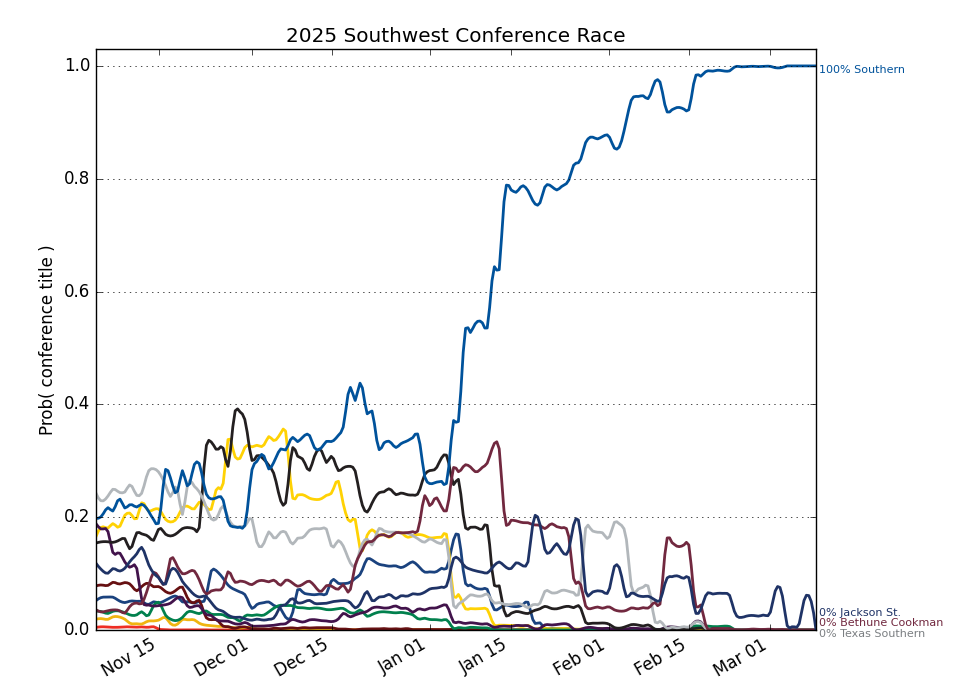 2025 Southwest Conference Race
Prob( conference title )
1.0
0.8
0.6
0.4
0.2
0.0
100% Southern
0% Jackson St.
0% Bethune Cookman
0% Texas Southern
Nov 15
Dec 01
Dec 15
Jan 01
Jan 15
Feb 01
Feb 15
Mar 01